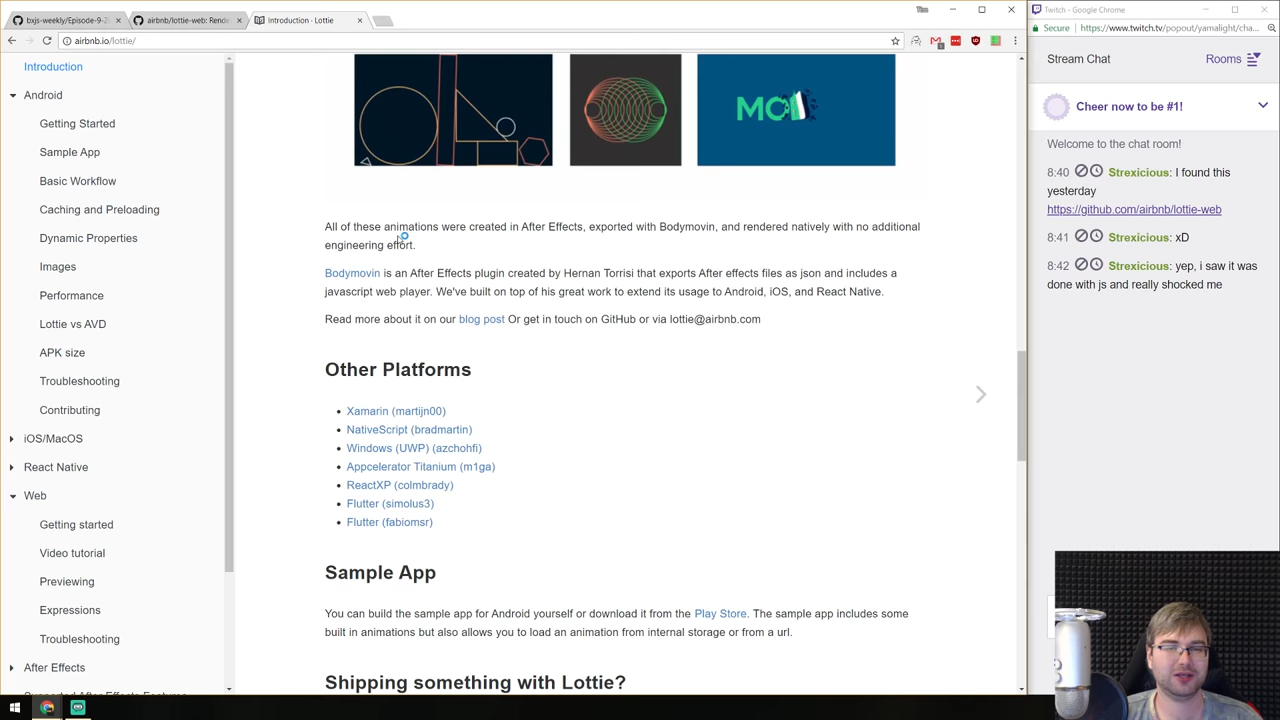 bxjs-weekly/Episode-9-2
airbnb/lottie-web: Rende
Introduction · Lottie
airbnb.io/lottie/
Introduction
Android
Getting Started
Sample App
Basic Workflow
Caching and Preloading
Dynamic Properties
Images
Performance
Lottie vs AVD
APK size
Troubleshooting
Contributing
iOS/MacOS
React Native
Web
Getting started
Video tutorial
Previewing
Expressions
Troubleshooting
After Effects
Supported After Effects Features
All of these animations were created in After Effects, exported with Bodymovin, and rendered natively with no additional
engineering effort.
Bodymovin is an After Effects plugin created by Hernan Torrisi that exports After effects files as json and includes a
javascript web player. We've built on top of his great work to extend its usage to Android, iOS, and React Native.
Read more about it on our blog post Or get in touch on GitHub or via lottie@airbnb.com
Other Platforms
Xamarin (martijn00)
NativeScript (bradmartin)
Windows (UWP) (azchohfi)
Appcelerator Titanium (m1ga)
ReactXP (colmbrady)
Flutter (simolus3)
Flutter (fabiomsr)
Sample App
You can build the sample app for Android yourself or download it from the Play Store. The sample app includes some
built in animations but also allows you to load an animation from internal storage or from a url.
Shipping something with Lottie?
Twitch - Google Chrome
Secure https://www.twitch.tv/popout/yamalight/cha...
Stream Chat
Rooms
Cheer now to be #1!
Welcome to the chat room!
8:40 Strexicious: I found this
yesterday
https://github.com/airbnb/lottie-web
8:41 Strexicious: xD
8:42 Strexicious: yep, i saw it was
done with js and really shocked me